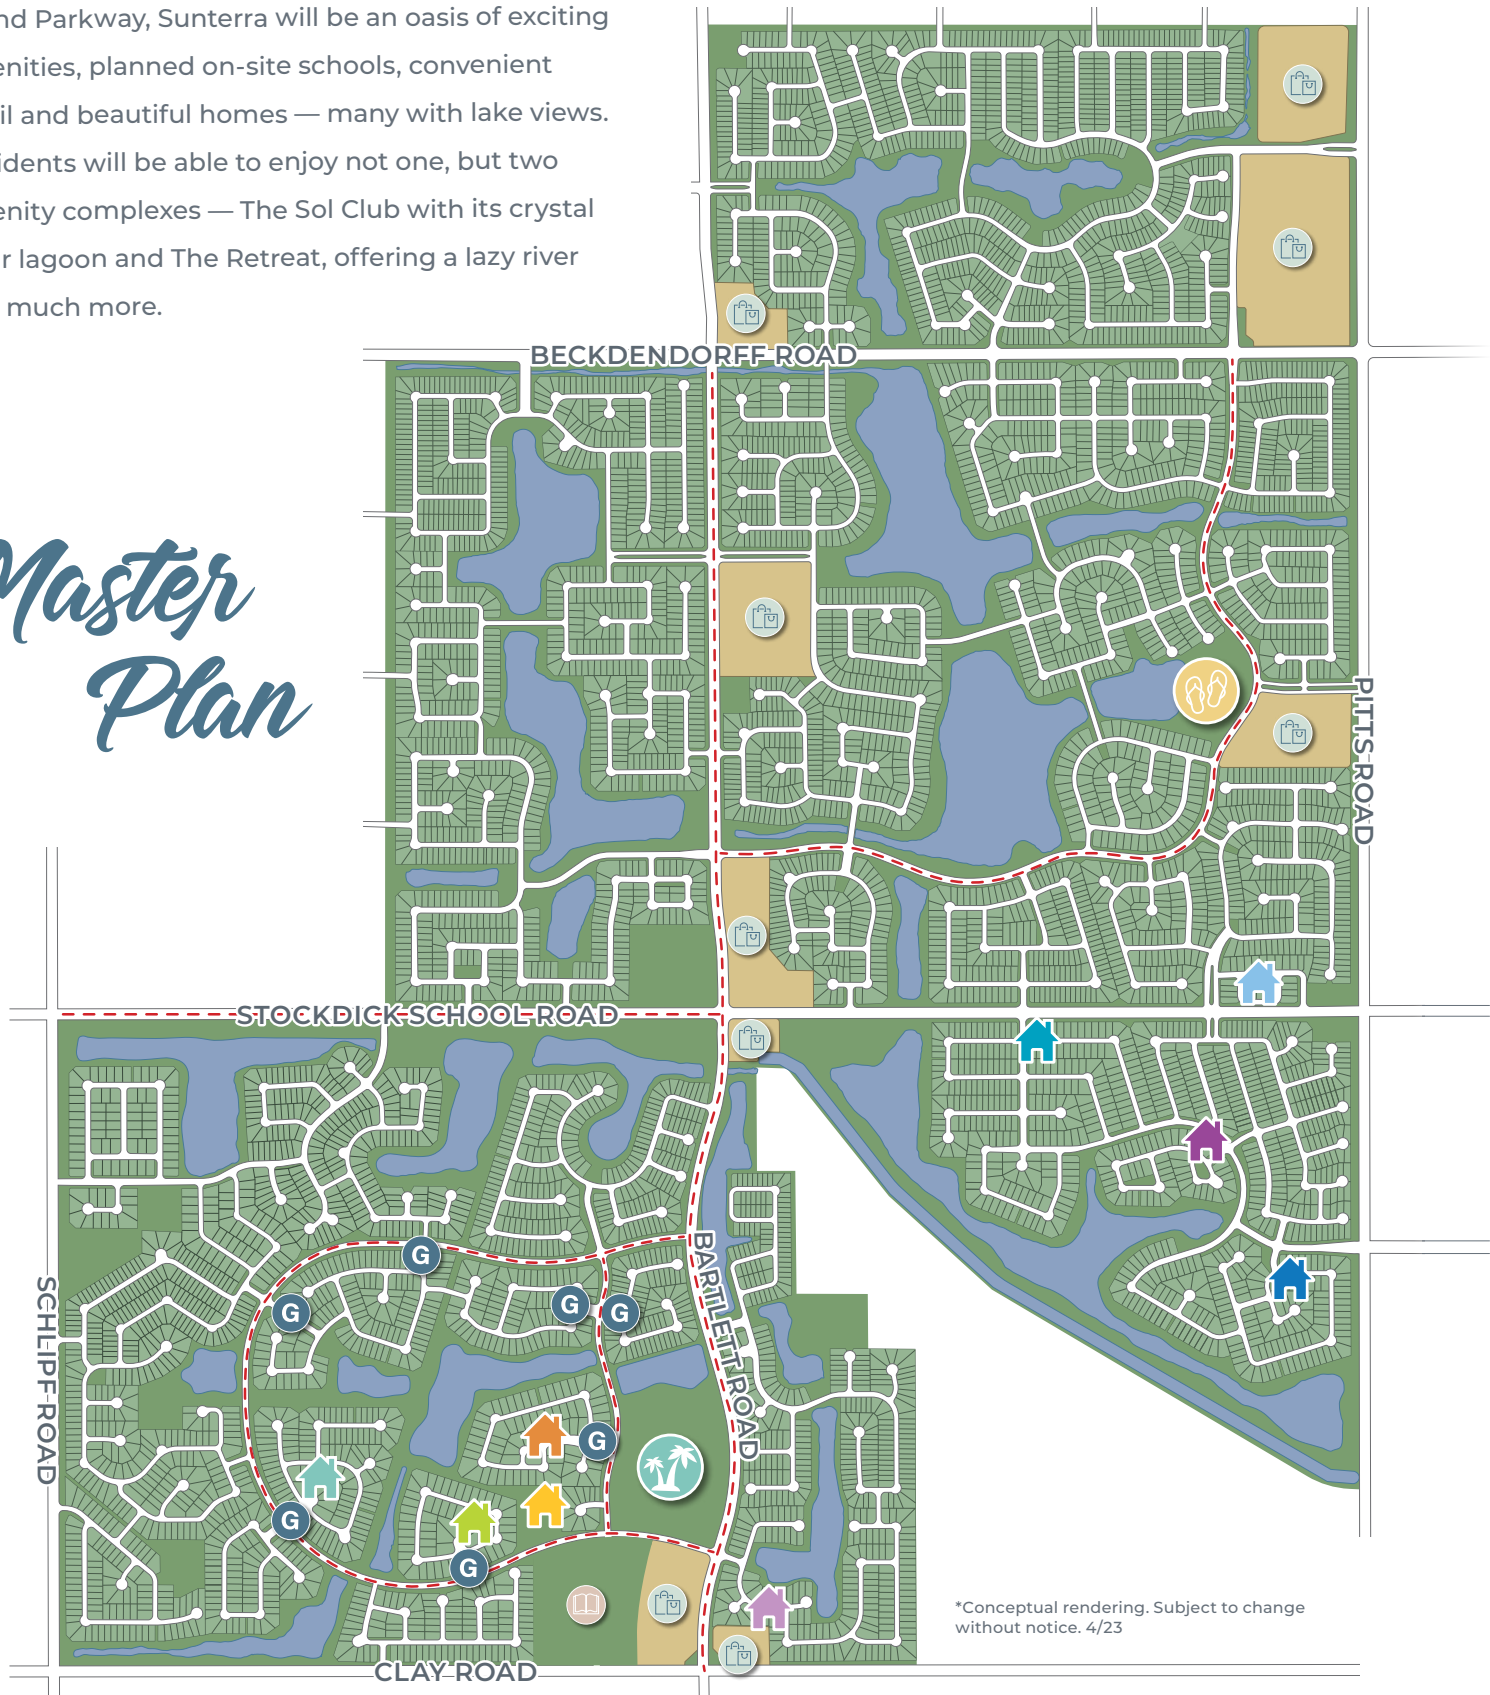 nd Parkway, Sunterra will be an oasis of exciting
enities, planned on-site schools, convenient
il and beautiful homes — many with lake views.
idents will be able to enjoy not one, but two
enity complexes — The Sol Club with its crystal
r lagoon and The Retreat, offering a lazy river
much more.
BECKDENDORFF ROAD
Master
Plan
PITTS ROAD
STOCKDICK SCHOOL ROAD
BARTLETT ROAD
SCHLIPF ROAD
G
G
G
G
G
G
G
*Conceptual rendering. Subject to change
without notice. 4/23
CLAY ROAD